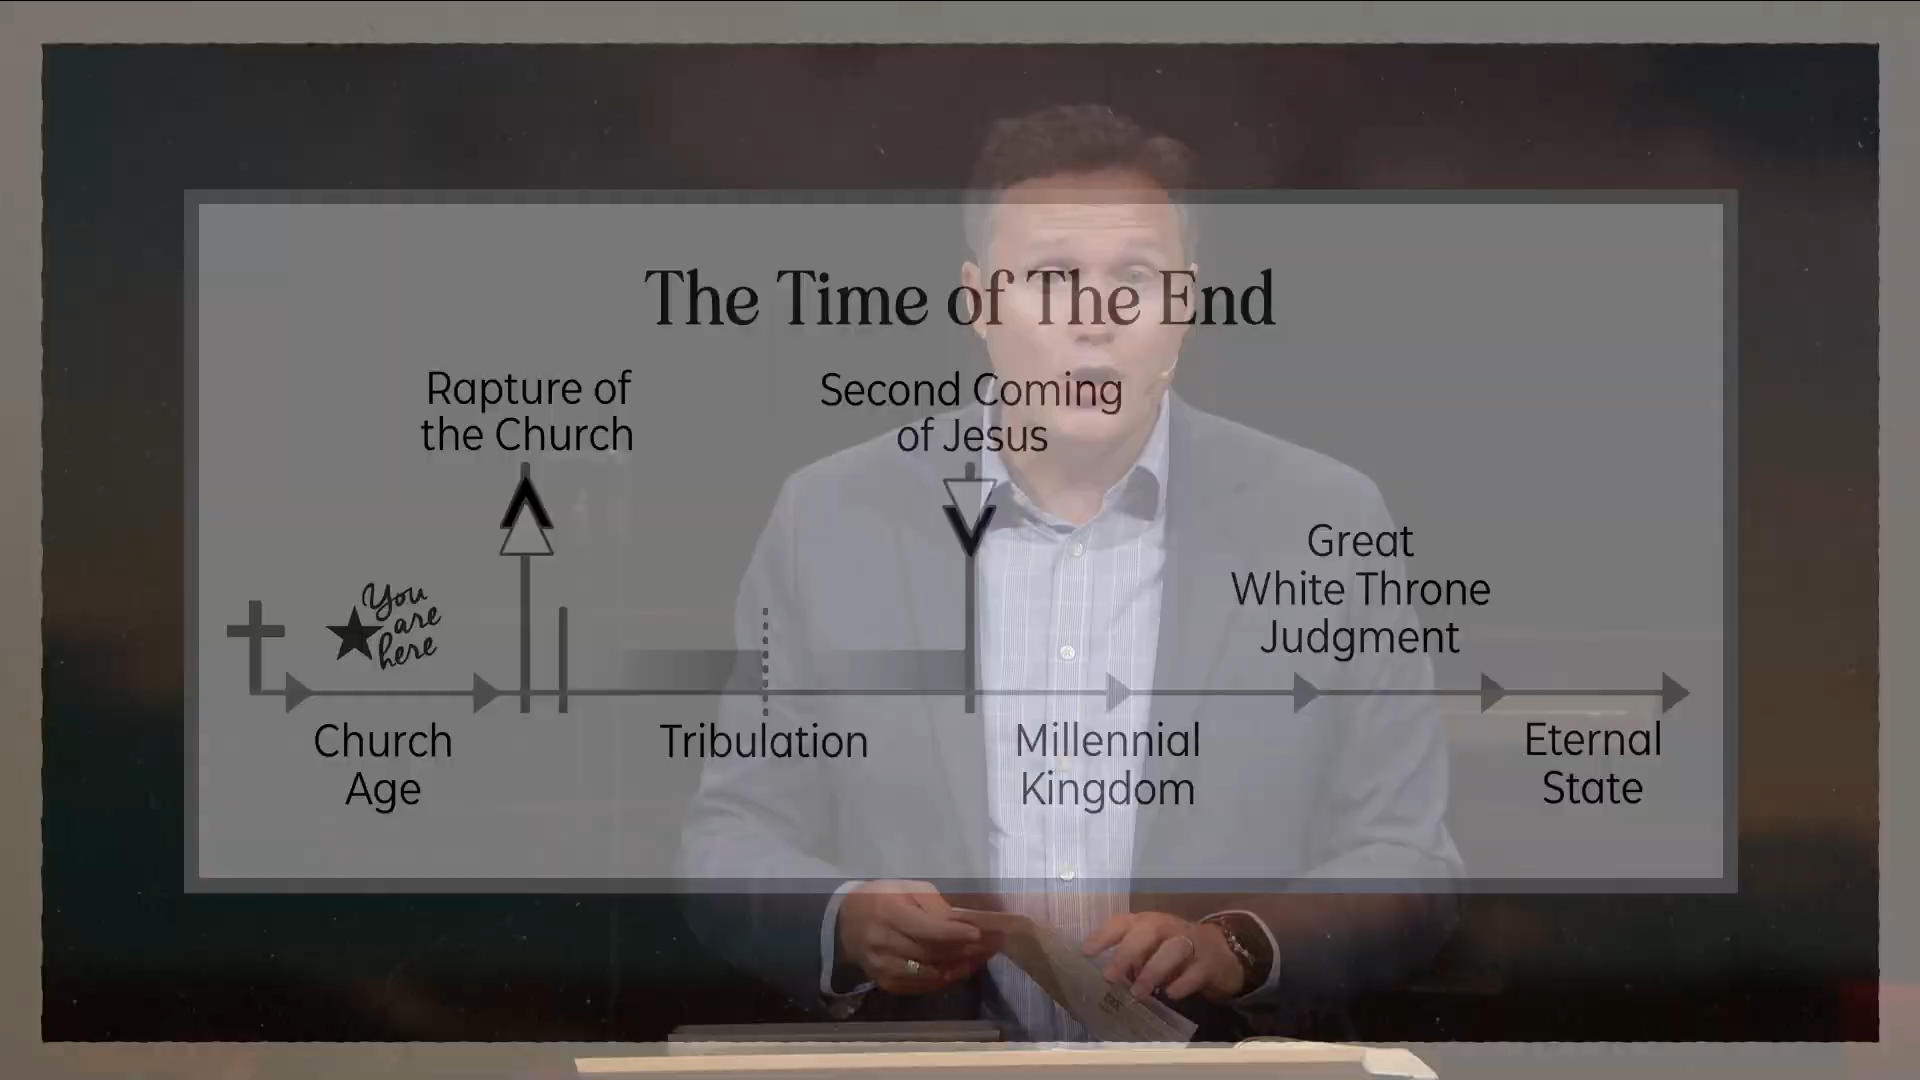 The Time of The End
Rapture of
the Church
Second Coming
of Jesus
You
are
here
Great
White Throne
Judgment
Church
Age
Tribulation
Millennial
Kingdom
Eternal
State